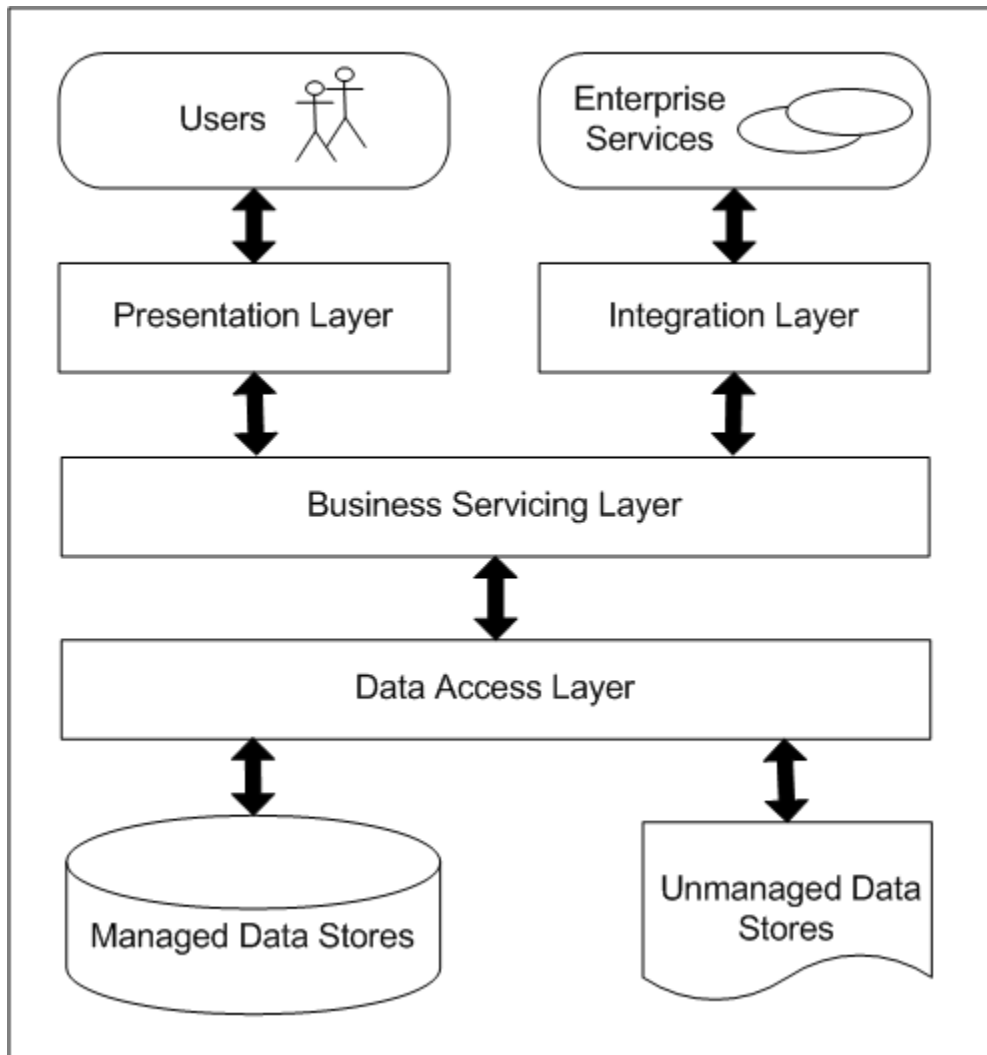 Users
Enterprise
Services
Presentation Layer
Integration Layer
Business Servicing Layer
Data Access Layer
Managed Data Stores
Unmanaged Data
Stores